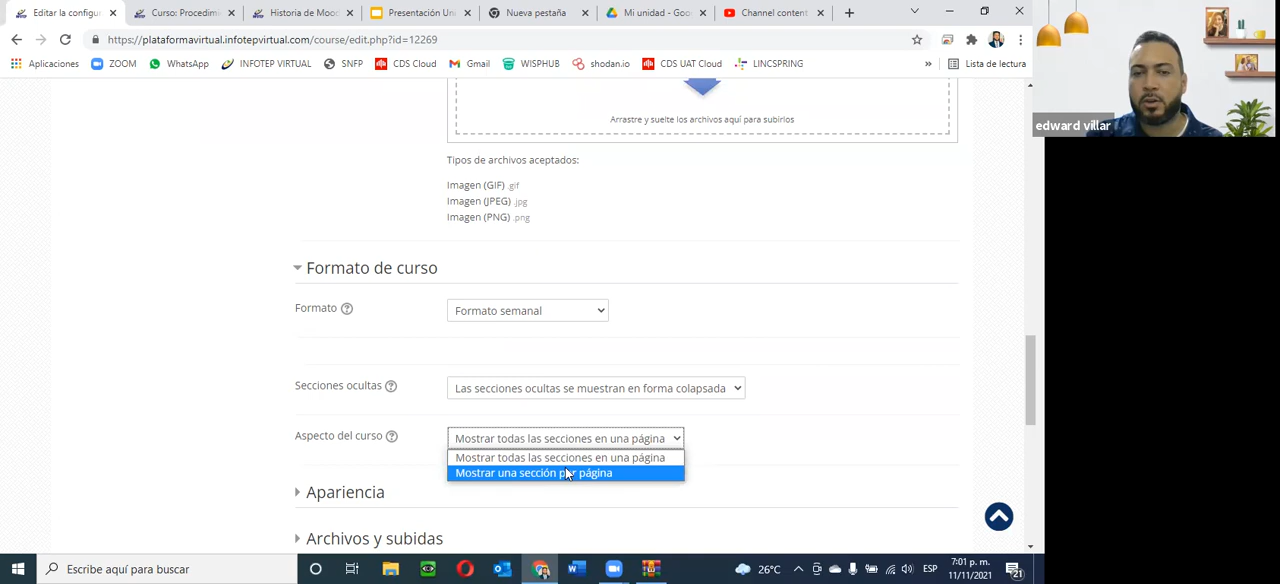 Editar la configu
Curso: Procedimi
Historia de Mood
Presentación Uni
Nueva pestaña
Mi unidad - Goo
Channel content
https://plataformavirtual.infotepvirtual.com/course/edit.php?id=12269
Aplicaciones
ZOOM
WhatsApp
INFOTEP VIRTUAL
SNFP
CDS Cloud
Gmail
WISPHUB
shodan.io
CDS UAT Cloud
LINCSPRING
»
Lista de lectura
edward villar
Arrastre y suelte los archivos aquí para subirlos
Tipos de archivos aceptados:
Imagen (GIF) .gif
Imagen (JPEG) .jpg
Imagen (PNG) .png
Formato de curso
Formato
Formato semanal
Secciones ocultas
Las secciones ocultas se muestran en forma colapsada
Aspecto del curso
Mostrar todas las secciones en una página
Mostrar todas las secciones en una página
Mostrar una sección por página
Apariencia
Archivos y subidas
Escribe aquí para buscar
26°C
ESP
7:01 p. m.
11/11/2021
21